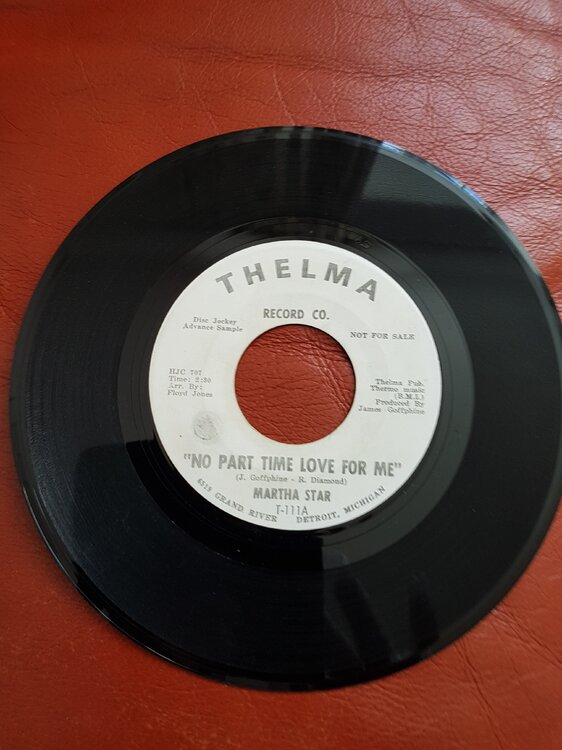 THELMA
RECORD CO.
Disc Jockey
Advance Sample
NOT FOR SALE
HJC 707
Time: 2:30
Arr. By:
Floyd Jones
Thelma Pub.
Thermo music
(B.M.I.)
Produced By
James Goffphine
"NO PART TIME LOVE FOR ME"
(J. Goffphine - R. Diamond)
MARTHA STAR
T-111A
6519 GRAND RIVER DETROIT, MICHIGAN